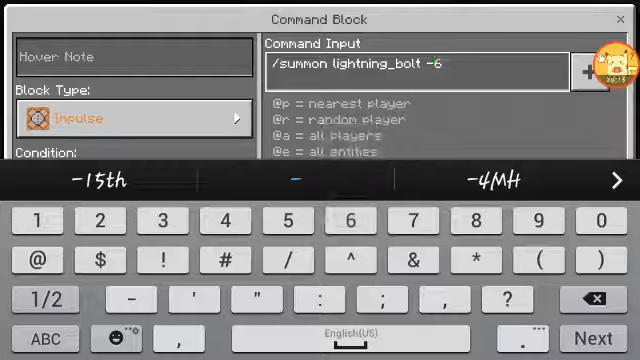 Command Block
×
Hover Note
Command Input
/summon lightning_bolt -6
+
Block Type:
Impulse
@p = nearest player
@r = random player
@a = all players
@e = all entities
Condition:
-15th - -4MH >
1 2 3 4 5 6 7 8 9 0
@ $ ! # / ^ & * ( )
1/2 - ' " : ; , ?
ABC , English(US) . Next